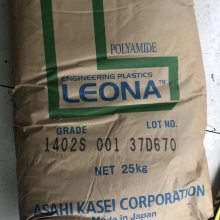 POLYAMIDE
ENGINEERING PLASTICS
LEONA™
GRADE LOT NO.
1402S 001 37D670
NET 25kg
ASAHI KASEI CORPORATION
Made in Japan